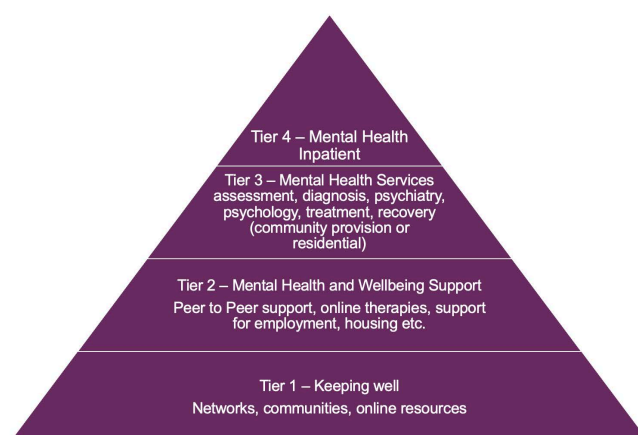 Tier 4 – Mental Health
Inpatient
Tier 3 – Mental Health Services
assessment, diagnosis, psychiatry,
psychology, treatment, recovery
(community provision or
residential)
Tier 2 – Mental Health and Wellbeing Support
Peer to Peer support, online therapies, support
for employment, housing etc.
Tier 1 – Keeping well
Networks, communities, online resources